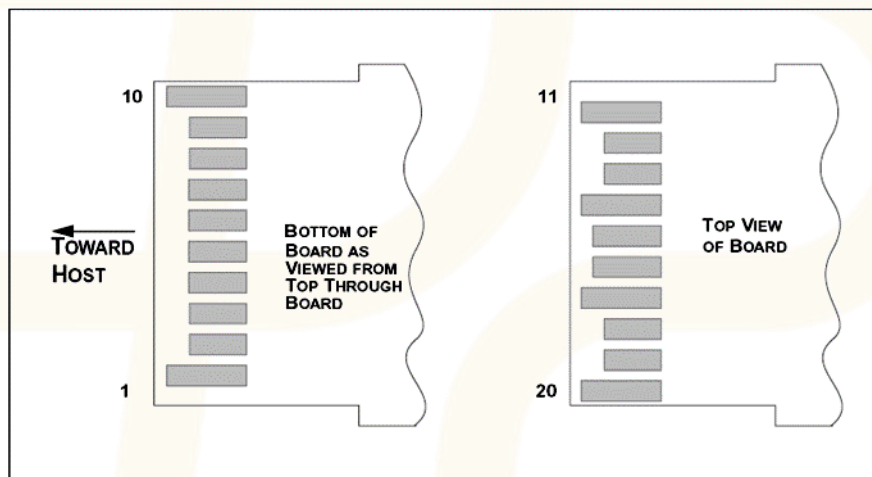 10
TOWARD
HOST
BOTTOM OF
BOARD AS
VIEWED FROM
TOP THROUGH
BOARD
1
11
TOP VIEW
OF BOARD
20